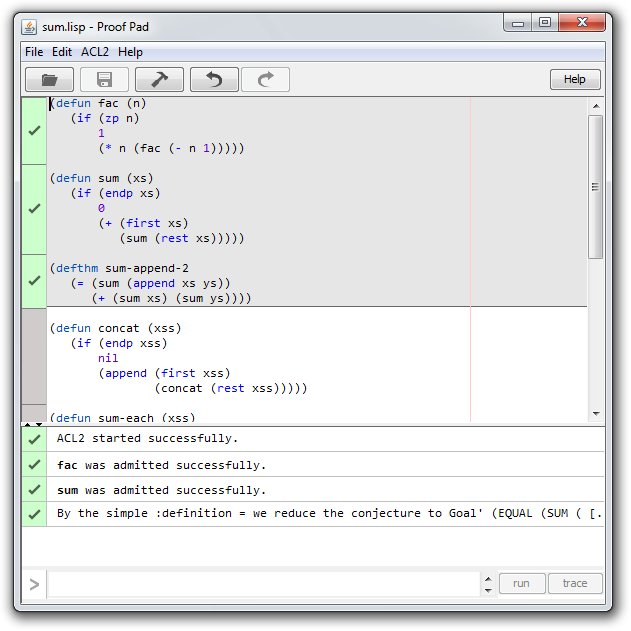 sum.lisp - Proof Pad
File Edit ACL2 Help
Help
(defun fac (n)
(if (zp n)
1
(* n (fac (- n 1)))))
(defun sum (xs)
(if (endp xs)
0
(+ (first xs)
(sum (rest xs)))))
(defthm sum-append-2
(= (sum (append xs ys))
(+ (sum xs) (sum ys))))
(defun concat (xss)
(if (endp xss)
nil
(append (first xss)
(concat (rest xss)))))
(defun sum-each (xss)
ACL2 started successfully.
fac was admitted successfully.
sum was admitted successfully.
By the simple :definition = we reduce the conjecture to Goal' (EQUAL (SUM ( [.
>
run trace